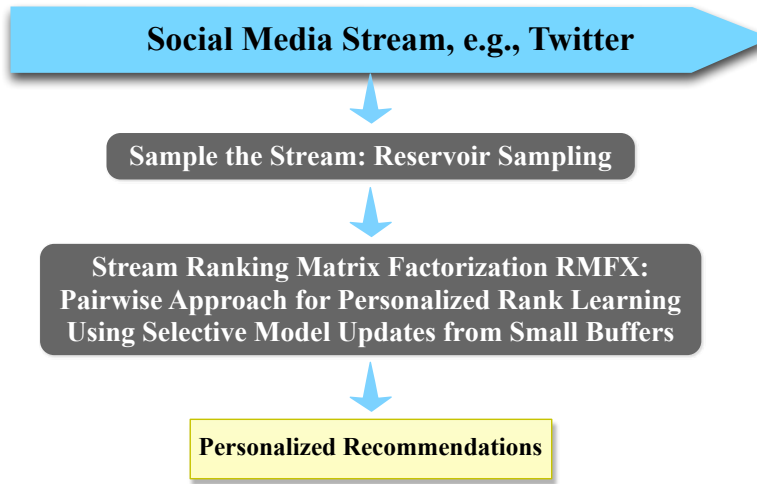 Social Media Stream, e.g., Twitter
Sample the Stream: Reservoir Sampling
Stream Ranking Matrix Factorization RMFX:
Pairwise Approach for Personalized Rank Learning
Using Selective Model Updates from Small Buffers
Personalized Recommendations